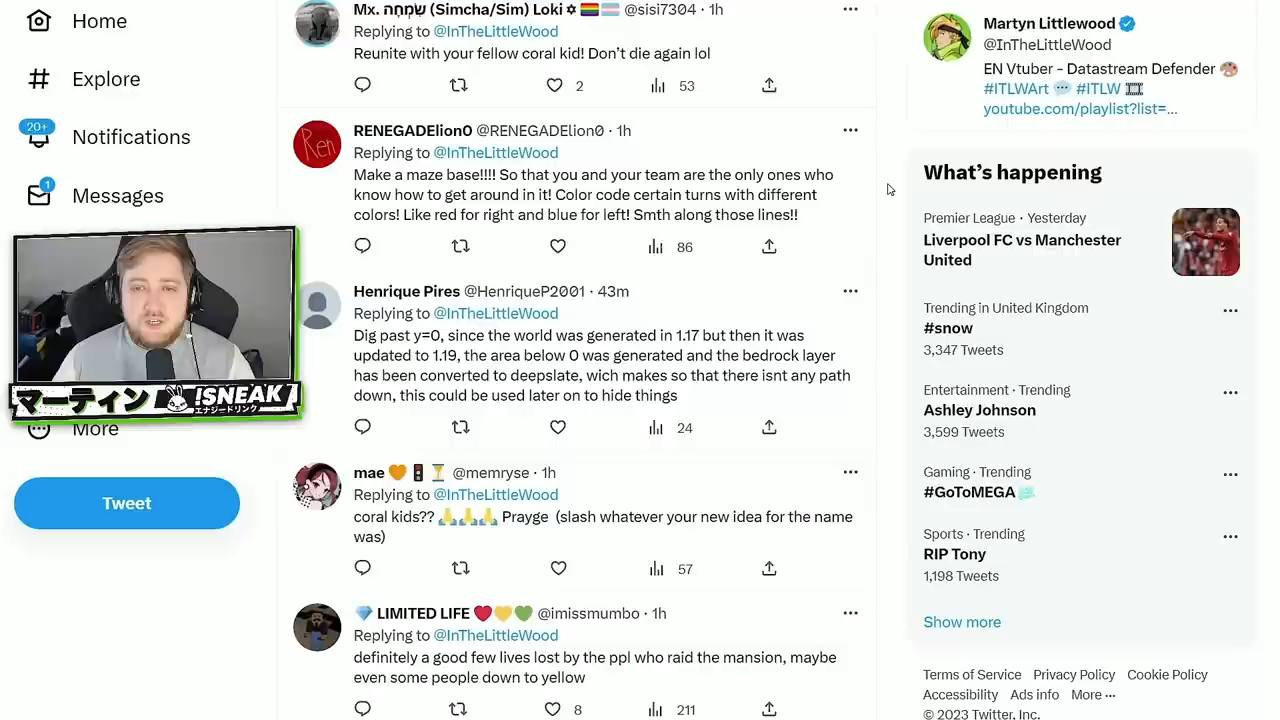 Home
Explore
20+
Notifications
1
Messages
More
Tweet
マーティン !SNEAK
エナジードリンク
Mx. שִׂמְחָה (Simcha/Sim) Loki ✡ 🏳️‍🌈 🏳️‍⚧️ @sisi7304 · 1h
Replying to @InTheLittleWood
Reunite with your fellow coral kid! Don’t die again lol
2
53
Ren
RENEGADElion0 @RENEGADElion0 · 1h
Replying to @InTheLittleWood
Make a maze base!!!! So that you and your team are the only ones who
know how to get around in it! Color code certain turns with different
colors! Like red for right and blue for left! Smth along those lines!!
86
Henrique Pires @HenriqueP2001 · 43m
Replying to @InTheLittleWood
Dig past y=0, since the world was generated in 1.17 but then it was
updated to 1.19, the area below 0 was generated and the bedrock layer
has been converted to deepslate, wich makes so that there isnt any path
down, this could be used later on to hide things
24
mae 🧡 🚦 ⏳ @memryse · 1h
Replying to @InTheLittleWood
coral kids?? 🙏🙏🙏 Prayge (slash whatever your new idea for the name
was)
57
💎 LIMITED LIFE ❤️💛💚 @imissmumbo · 1h
Replying to @InTheLittleWood
definitely a good few lives lost by the ppl who raid the mansion, maybe
even some people down to yellow
8
211
Martyn Littlewood
@InTheLittleWood
EN Vtuber - Datastream Defender 🎨
#ITLWArt 💬 #ITLW 🎞️
youtube.com/playlist?list=…
What’s happening
Premier League · Yesterday
Liverpool FC vs Manchester
United
Trending in United Kingdom
#snow
3,347 Tweets
Entertainment · Trending
Ashley Johnson
3,599 Tweets
Gaming · Trending
#GoToMEGA
Sports · Trending
RIP Tony
1,198 Tweets
Show more
Terms of Service Privacy Policy Cookie Policy
Accessibility Ads info More ···
© 2023 Twitter, Inc.